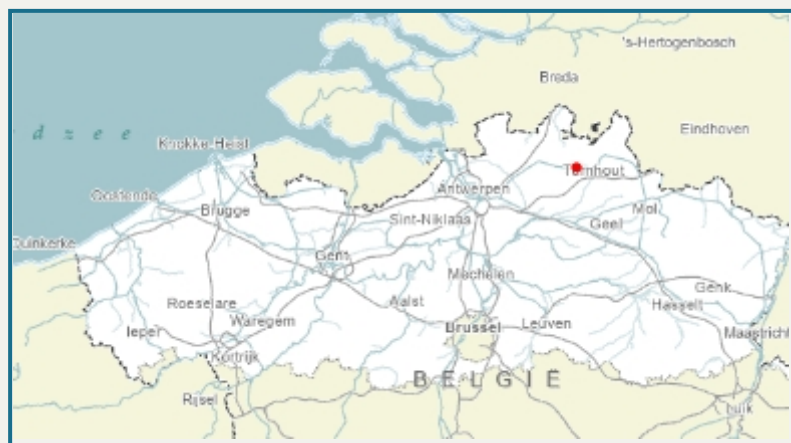 's-Hertogenbosch
Breda
d z e e
Eindhoven
Knokke-Heist
Turnhout
Oostende
Antwerpen
Brugge
Mol
Sint-Niklaas
Geel
Duinkerke
Gent
Mechelen
Genk
Roeselare
Aalst
Hasselt
Waregem
Brussel
Leuven
Ieper
Maastricht
Kortrijk
BELGIË
Rijsel
Luik